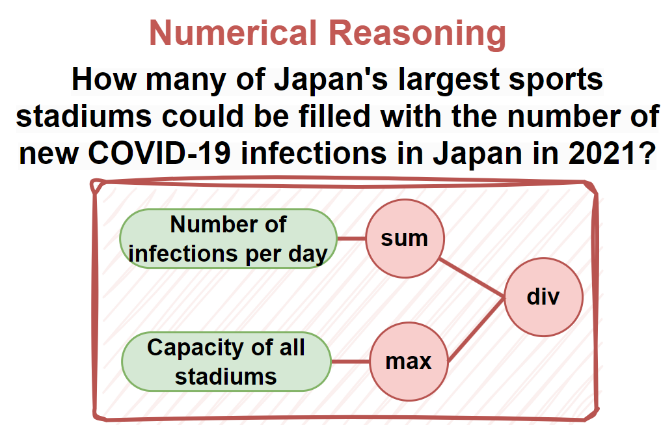 Numerical Reasoning
How many of Japan's largest sports
stadiums could be filled with the number of
new COVID-19 infections in Japan in 2021?
Number of
infections per day
sum
div
Capacity of all
stadiums
max